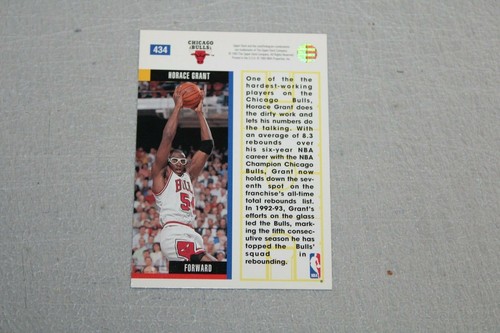 434
CHICAGO
BULLS
HORACE GRANT
BULLS
5
FORWARD
One of the the
hardest-working
players on the
Chicago Bulls,
Horace Grant does
the dirty work and
lets his numbers do
the talking. With
an average of 8.3
rebounds over
his six-year NBA
career with the NBA
Champion Chicago
Bulls, Grant now
holds down the sev-
enth spot on the
franchise's all-time
total rebounds list.
In 1992-93, Grant's
efforts on the glass
led the Bulls, mark-
ing the fifth consec-
utive season he has
topped the Bulls'
squad in
rebounding.
NBA